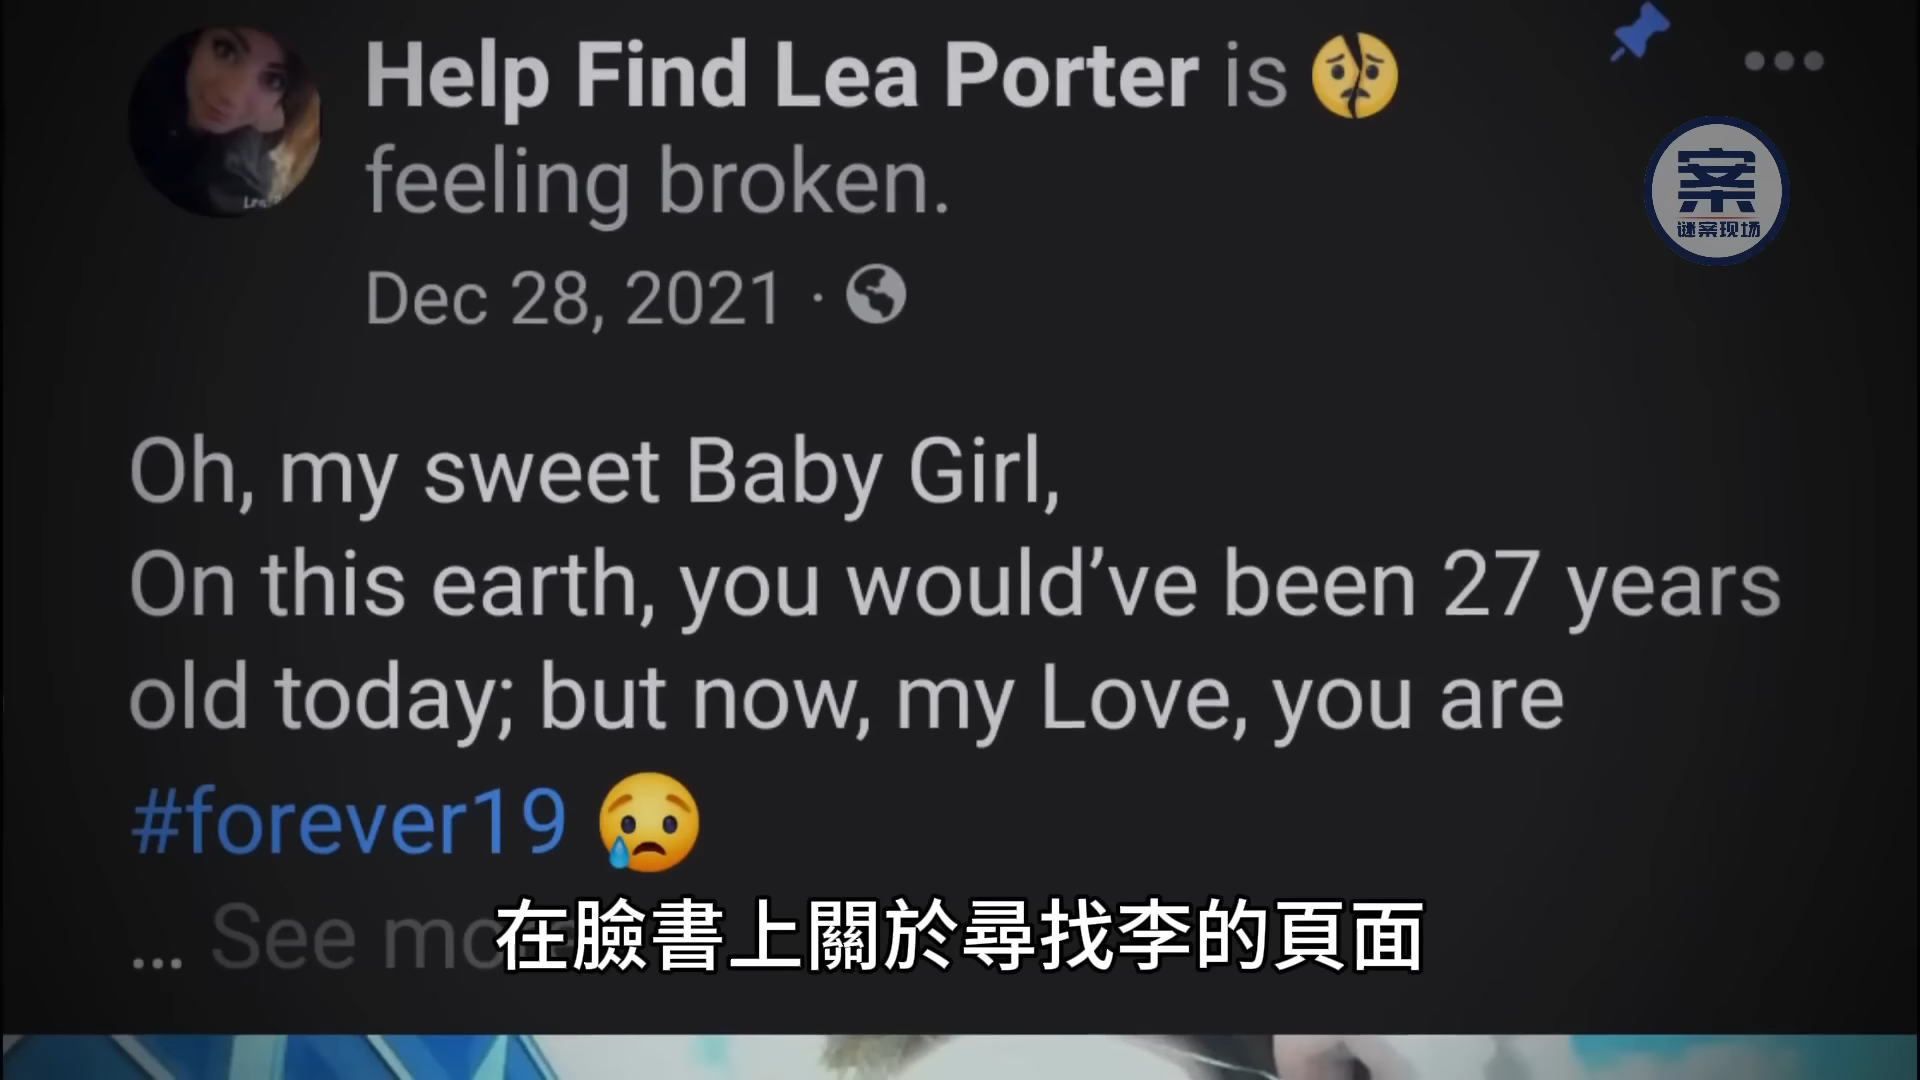 Help Find Lea Porter is
feeling broken.
Dec 28, 2021 ·
案
谜案现场
Oh, my sweet Baby Girl,
On this earth, you would’ve been 27 years
old today; but now, my Love, you are
#forever19 😥
... See mo
在臉書上關於尋找李的頁面